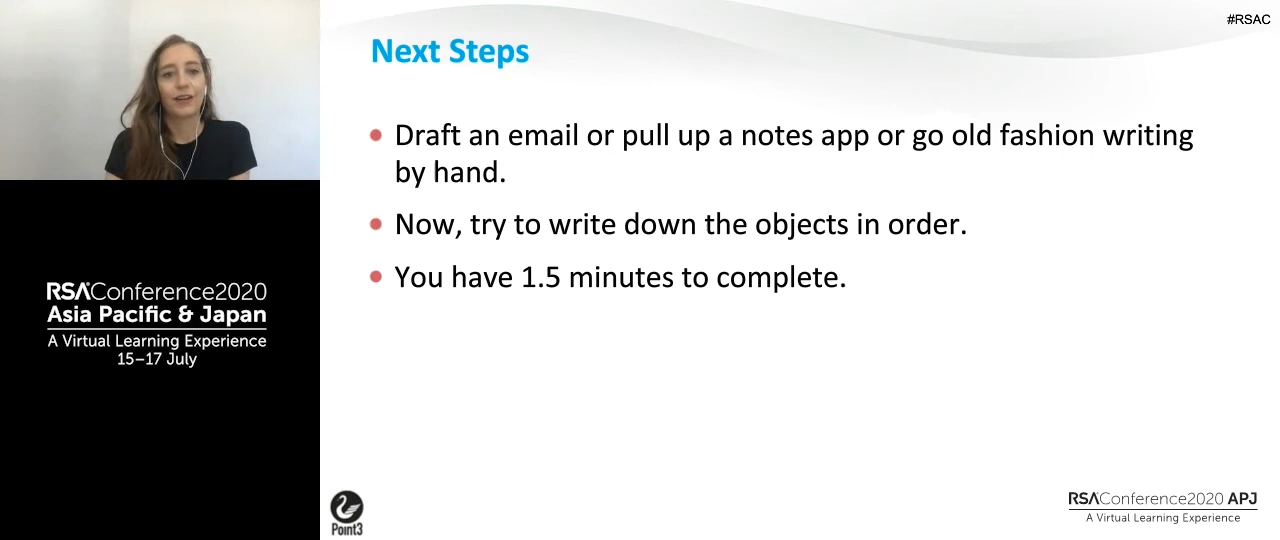 #RSAC
Next Steps
Draft an email or pull up a notes app or go old fashion writing
by hand.
Now, try to write down the objects in order.
You have 1.5 minutes to complete.
RSAConference2020
Asia Pacific & Japan
A Virtual Learning Experience
15–17 July
Point3
RSAConference2020 APJ
A Virtual Learning Experience